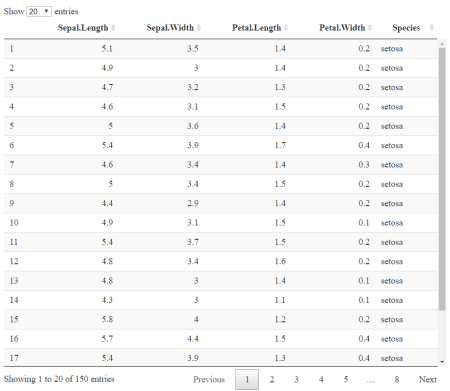 Show 20 entries
Sepal.Length Sepal.Width Petal.Length Petal.Width Species
1 5.1 3.5 1.4 0.2 setosa
2 4.9 3 1.4 0.2 setosa
3 4.7 3.2 1.3 0.2 setosa
4 4.6 3.1 1.5 0.2 setosa
5 5 3.6 1.4 0.2 setosa
6 5.4 3.9 1.7 0.4 setosa
7 4.6 3.4 1.4 0.3 setosa
8 5 3.4 1.5 0.2 setosa
9 4.4 2.9 1.4 0.2 setosa
10 4.9 3.1 1.5 0.1 setosa
11 5.4 3.7 1.5 0.2 setosa
12 4.8 3.4 1.6 0.2 setosa
13 4.8 3 1.4 0.1 setosa
14 4.3 3 1.1 0.1 setosa
15 5.8 4 1.2 0.2 setosa
16 5.7 4.4 1.5 0.4 setosa
17 5.4 3.9 1.3 0.4 setosa
Showing 1 to 20 of 150 entries Previous 1 2 3 4 5 … 8 Next